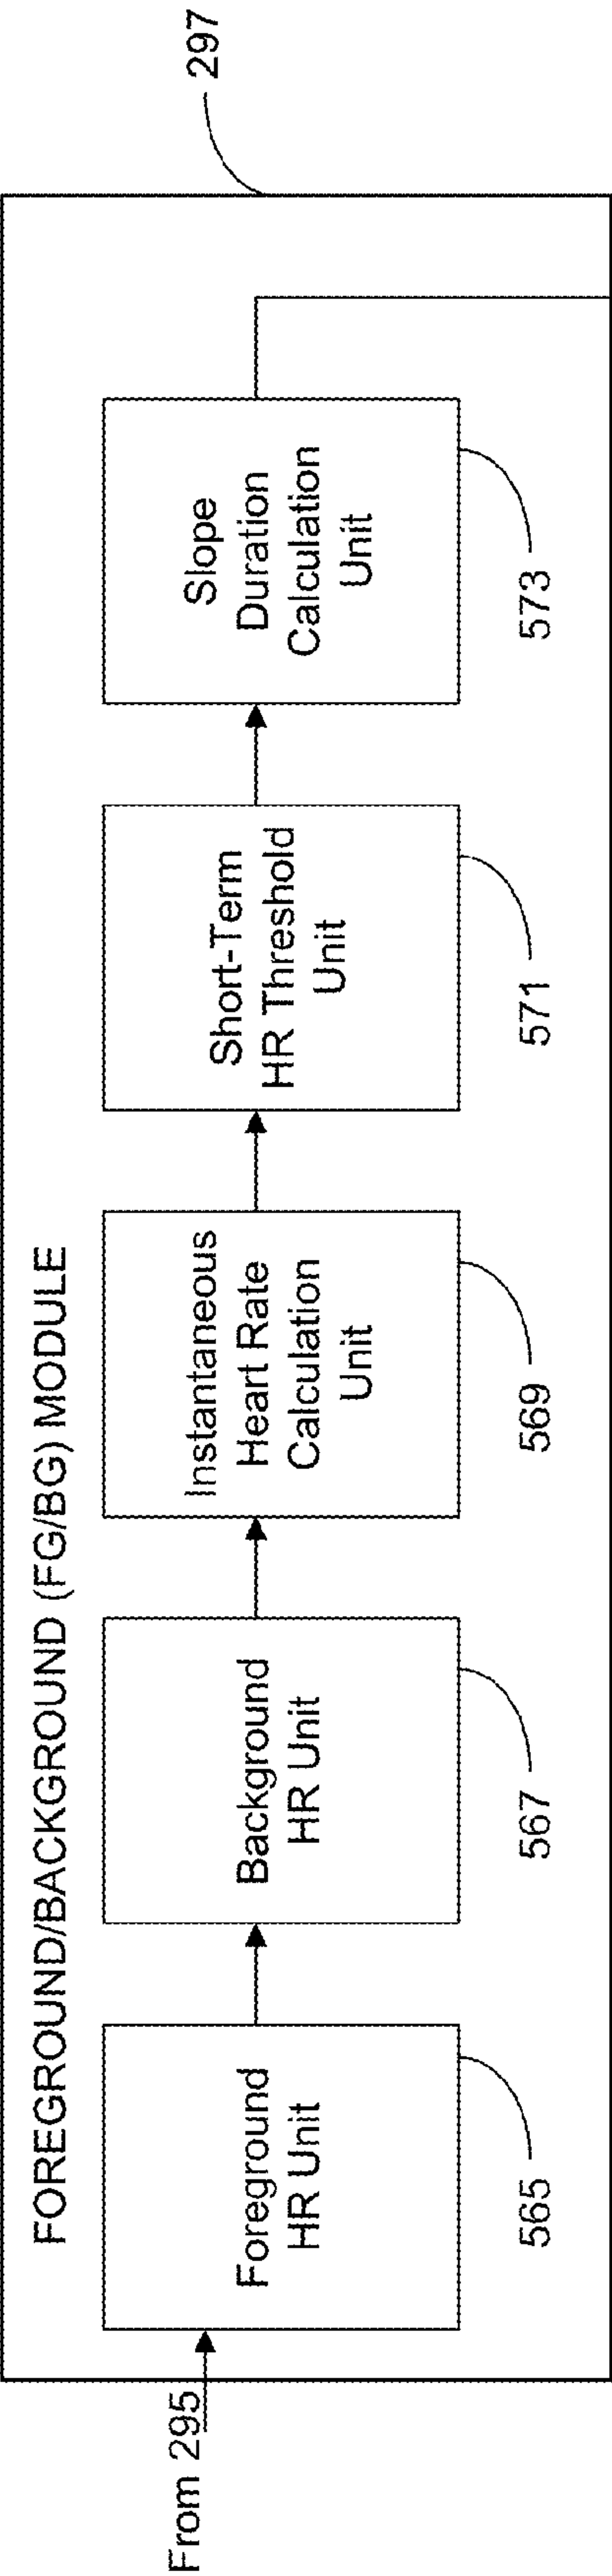 297
FOREGROUND/BACKGROUND (FG/BG) MODULE
From 295
Foreground
HR Unit
565
Background
HR Unit
567
Instantaneous
Heart Rate
Calculation
Unit
569
Short-Term
HR Threshold
Unit
571
Slope
Duration
Calculation
Unit
573